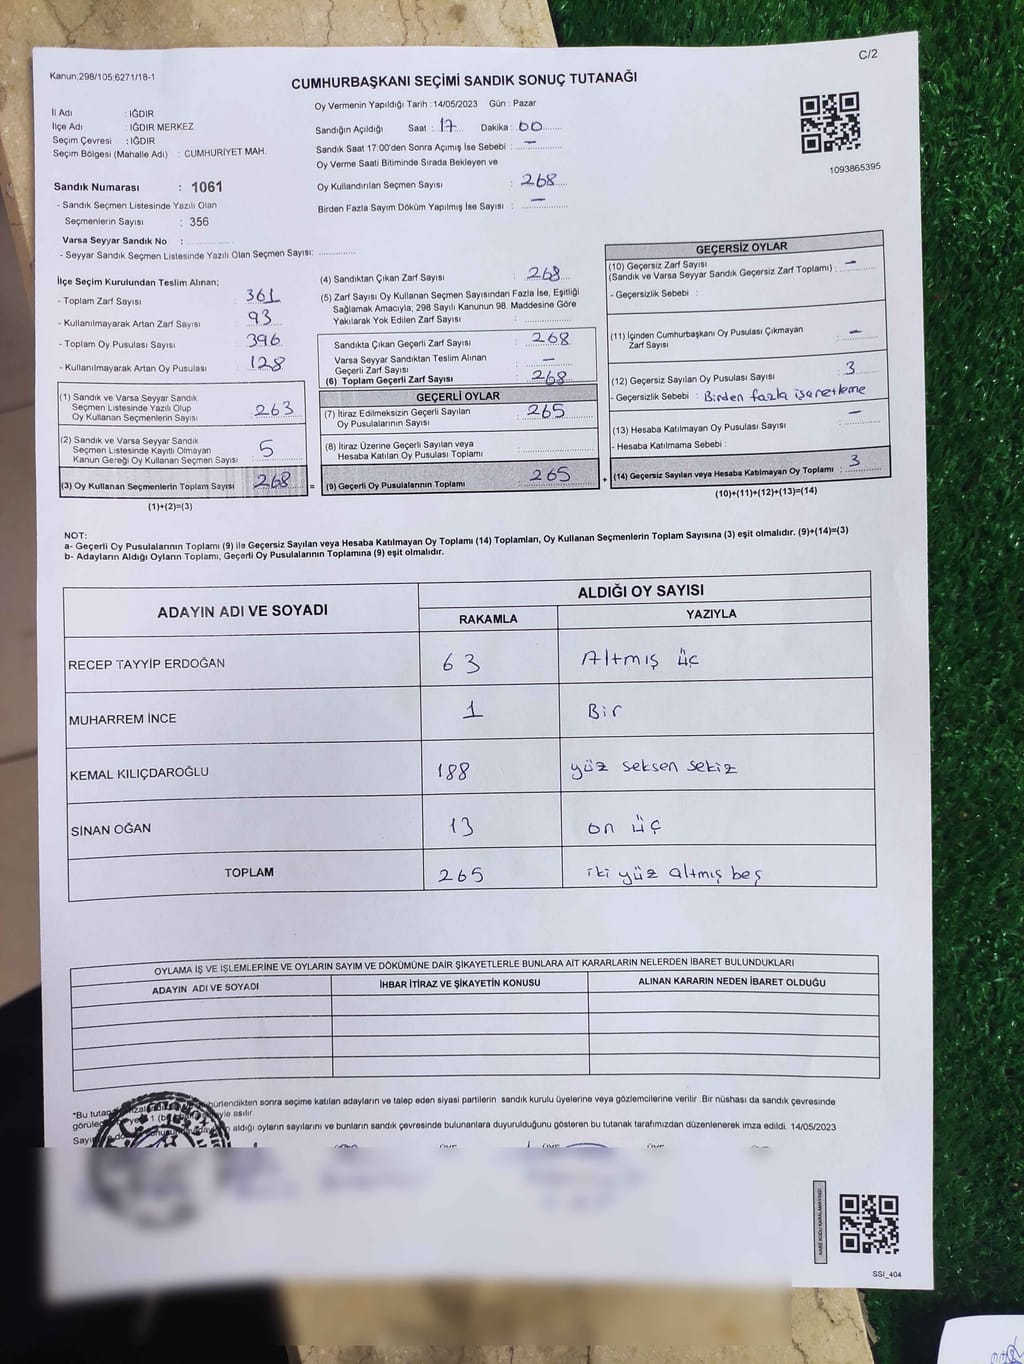 C/2
Kanun;298/105;6271/18-1
CUMHURBAŞKANI SEÇİMİ SANDIK SONUÇ TUTANAĞI
İl Adı : IĞDIR
İlçe Adı : IĞDIR MERKEZ
Seçim Çevresi : IĞDIR
Seçim Bölgesi (Mahalle Adı) : CUMHURİYET MAH.
Sandık Numarası : 1061
- Sandık Seçmen Listesinde Yazılı Olan
Seçmenlerin Sayısı : 356
Varsa Seyyar Sandık No :
- Seyyar Sandık Seçmen Listesinde Yazılı Olan Seçmen Sayısı:
Oy Vermenin Yapıldığı Tarih : 14/05/2023 Gün : Pazar
Sandığın Açıldığı Saat : 17 Dakika : 00
Sandık Saat 17:00'den Sonra Açımış İse Sebebi : —
Oy Verme Saati Bitiminde Sırada Bekleyen ve
Oy Kullandırılan Seçmen Sayısı : 268
Birden Fazla Sayım Döküm Yapılmış İse Sayısı : —
1093865395
İlçe Seçim Kurulundan Teslim Alınan;
- Toplam Zarf Sayısı : 361
- Kullanılmayarak Artan Zarf Sayısı : 93
- Toplam Oy Pusulası Sayısı : 396
- Kullanılmayarak Artan Oy Pusulası : 128
(1) Sandık ve Varsa Seyyar Sandık
Seçmen Listesinde Yazılı Olup
Oy Kullanan Seçmenlerin Sayısı : 263
(2) Sandık ve Varsa Seyyar Sandık
Seçmen Listesinde Kayıtlı Olmayan
Kanun Gereği Oy Kullanan Seçmen Sayısı : 5
(3) Oy Kullanan Seçmenlerin Toplam Sayısı : 268
(1)+(2)=(3)
(4) Sandıktan Çıkan Zarf Sayısı : 268
(5) Zarf Sayısı Oy Kullanan Seçmen Sayısından Fazla İse, Eşitliği
Sağlamak Amacıyla; 298 Sayılı Kanunun 98. Maddesine Göre
Yakılarak Yok Edilen Zarf Sayısı :
Sandıkta Çıkan Geçerli Zarf Sayısı : 268
Varsa Seyyar Sandıktan Teslim Alınan
Geçerli Zarf Sayısı : —
(6) Toplam Geçerli Zarf Sayısı : 268
GEÇERLİ OYLAR
(7) İtiraz Edilmeksizin Geçerli Sayılan
Oy Pusulalarının Sayısı : 265
(8) İtiraz Üzerine Geçerli Sayılan veya
Hesaba Katılan Oy Pusulası Toplamı :
= (9) Geçerli Oy Pusulalarının Toplamı : 265
GEÇERSİZ OYLAR
(10) Geçersiz Zarf Sayısı
(Sandık ve Varsa Seyyar Sandık Geçersiz Zarf Toplamı) : —
- Geçersizlik Sebebi :
(11) İçinden Cumhurbaşkanı Oy Pusulası Çıkmayan
Zarf Sayısı : —
(12) Geçersiz Sayılan Oy Pusulası Sayısı : 3
- Geçersizlik Sebebi : Birden fazla işaretleme
(13) Hesaba Katılmayan Oy Pusulası Sayısı : —
- Hesaba Katılmama Sebebi :
+ (14) Geçersiz Sayılan veya Hesaba Katılmayan Oy Toplamı : 3
(10)+(11)+(12)+(13)=(14)
NOT:
a- Geçerli Oy Pusulalarının Toplamı (9) ile Geçersiz Sayılan veya Hesaba Katılmayan Oy Toplamı (14) Toplamları, Oy Kullanan Seçmenlerin Toplam Sayısına (3) eşit olmalıdır. (9)+(14)=(3)
b- Adayların Aldığı Oyların Toplamı, Geçerli Oy Pusulalarının Toplamına (9) eşit olmalıdır.
ADAYIN ADI VE SOYADI ALDIĞI OY SAYISI
RAKAMLA YAZIYLA
RECEP TAYYİP ERDOĞAN 63 Altmış üç
MUHARREM İNCE 1 Bir
KEMAL KILIÇDAROĞLU 188 yüz seksen sekiz
SİNAN OĞAN 13 on üç
TOPLAM 265 iki yüz altmış beş
OYLAMA İŞ VE İŞLEMLERİNE VE OYLARIN SAYIM VE DÖKÜMÜNE DAİR ŞİKAYETLERLE BUNLARA AİT KARARLARIN NELERDEN İBARET BULUNDUKLARI
ADAYIN ADI VE SOYADI İHBAR İTİRAZ VE ŞİKAYETİN KONUSU ALINAN KARARIN NEDEN İBARET OLDUĞU
*Bu sonra seçime katılan adayların ve talep eden siyasi partilerin sandık kurulu üyelerine veya gözlemcilerine verilir .Bir nüshası da sandık çevresinde
asılır.
aldığı oyların sayılarını ve bunların sandık çevresinde bulunanlara duyurulduğunu gösteren bu tutanak tarafımızdan düzenlenerek imza edildi. 14/05/2023
KARE KODU KARALAMAYINIZ!
SSI_404